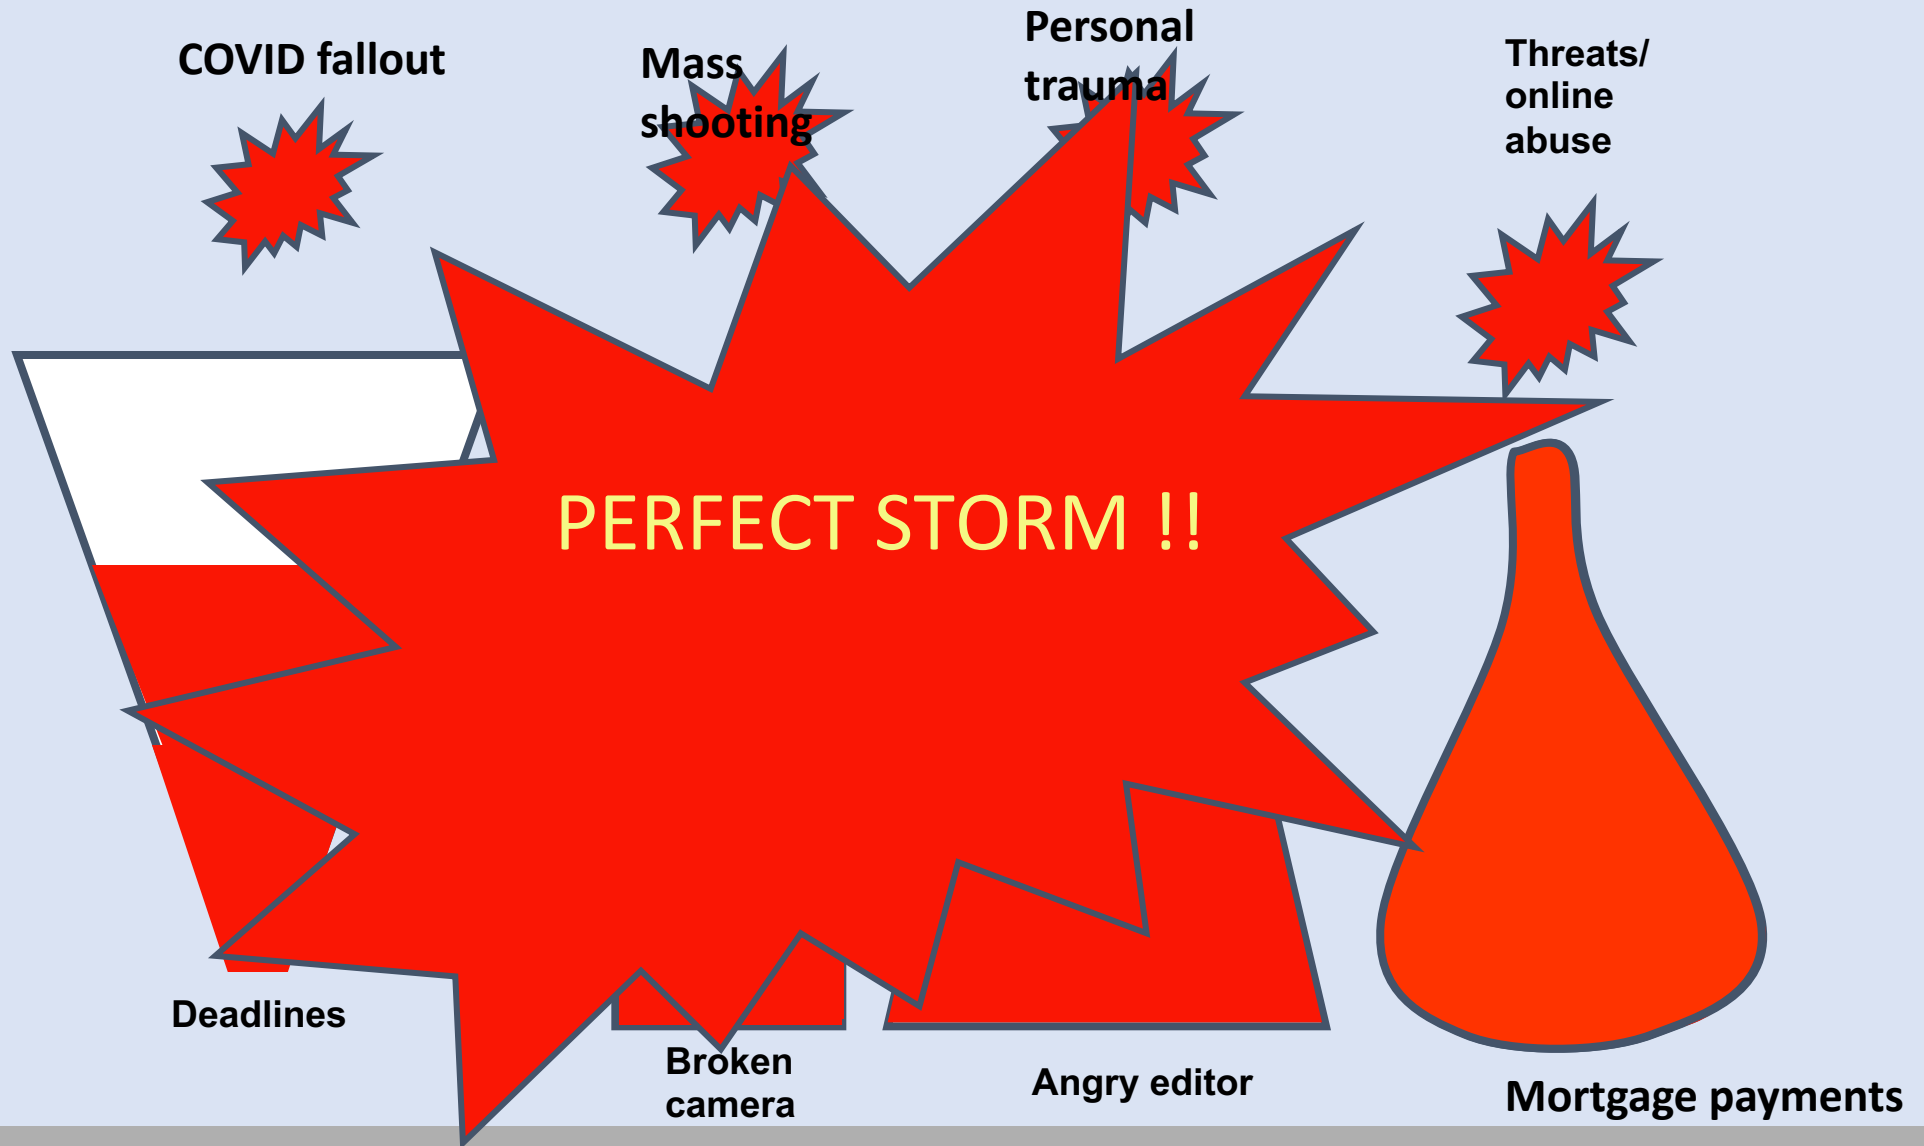 COVID fallout
Mass
shooting
Personal
trauma
Threats/
online
abuse
PERFECT STORM !!
Deadlines
Broken
camera
Angry editor
Mortgage payments